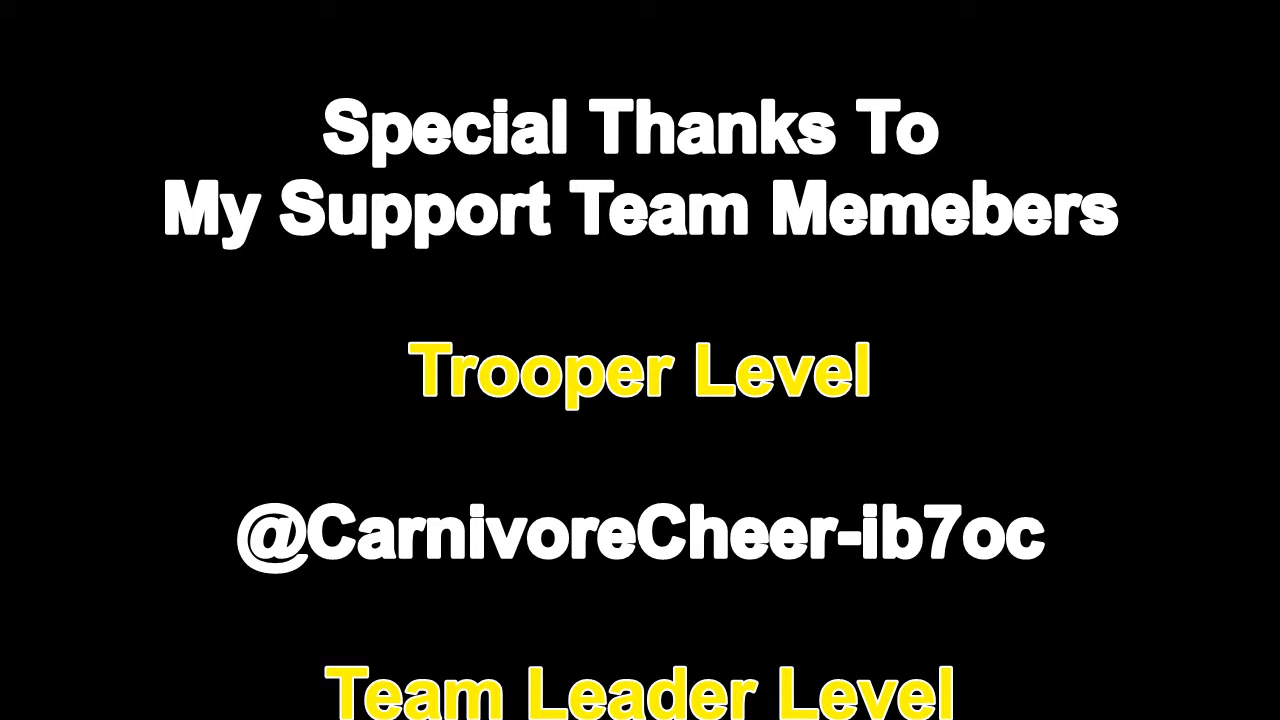 Special Thanks To
My Support Team Memebers
Trooper Level
@CarnivoreCheer-ib7oc
Team Leader Level